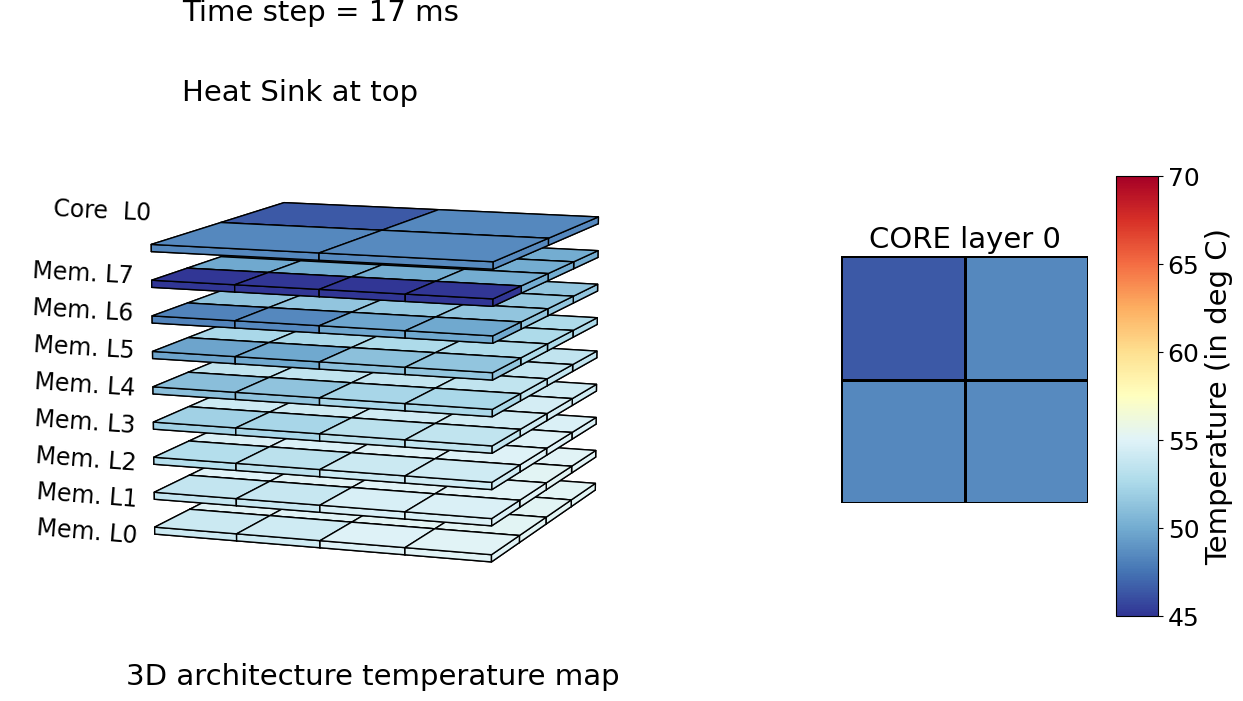 Time step = 17 ms
Heat Sink at top
Core  L0
Mem. L7
Mem. L6
Mem. L5
Mem. L4
Mem. L3
Mem. L2
Mem. L1
Mem. L0
3D architecture temperature map
CORE layer 0
70
65
60
55
50
45
Temperature (in deg C)